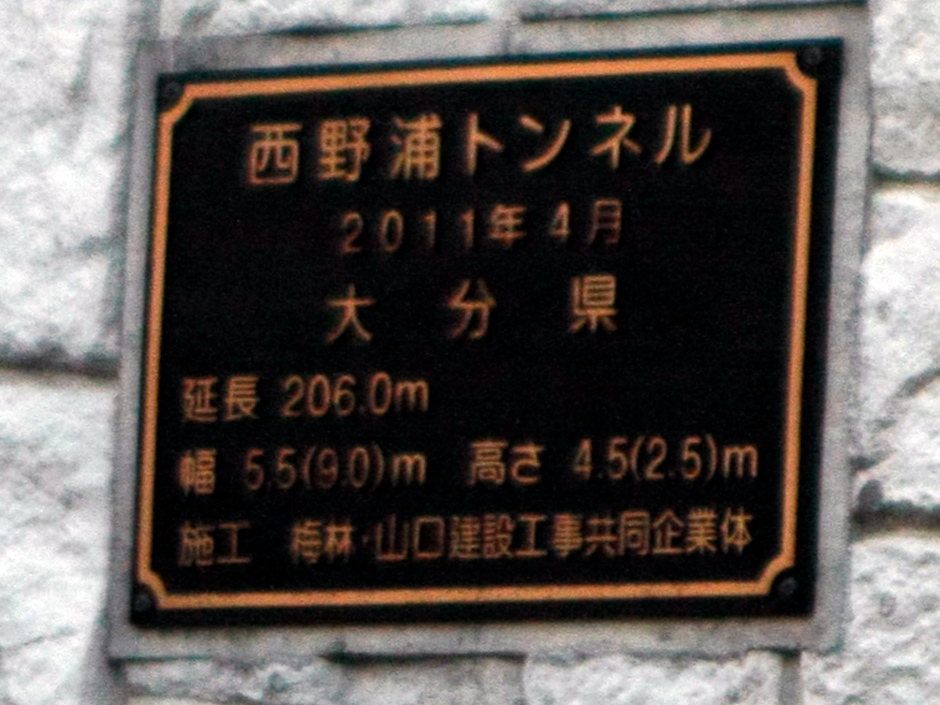 西野浦トンネル
2011年4月
大分県
延長 206.0m
幅 5.5(9.0)m 高さ 4.5(2.5)m
施工 梅林・山口建設工事共同企業体